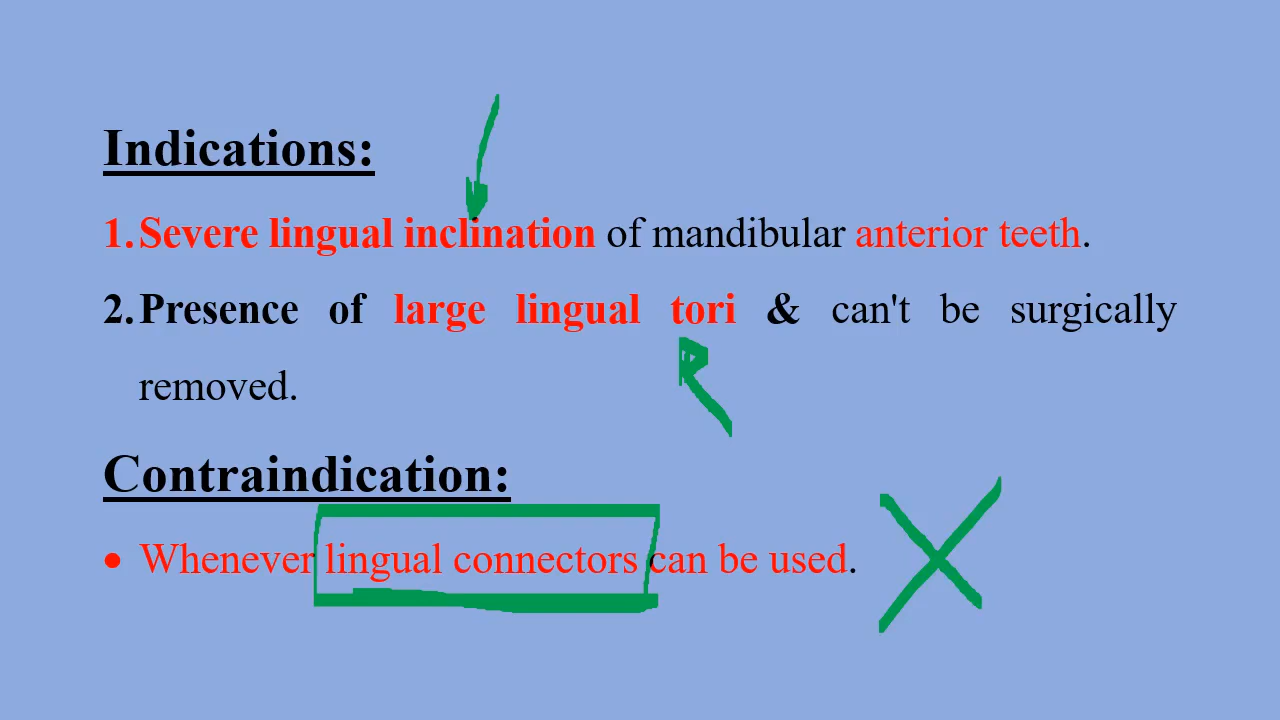 Indications:
1. Severe lingual inclination of mandibular anterior teeth.
2. Presence of large lingual tori & can't be surgically
removed.
Contraindication:
• Whenever lingual connectors can be used.